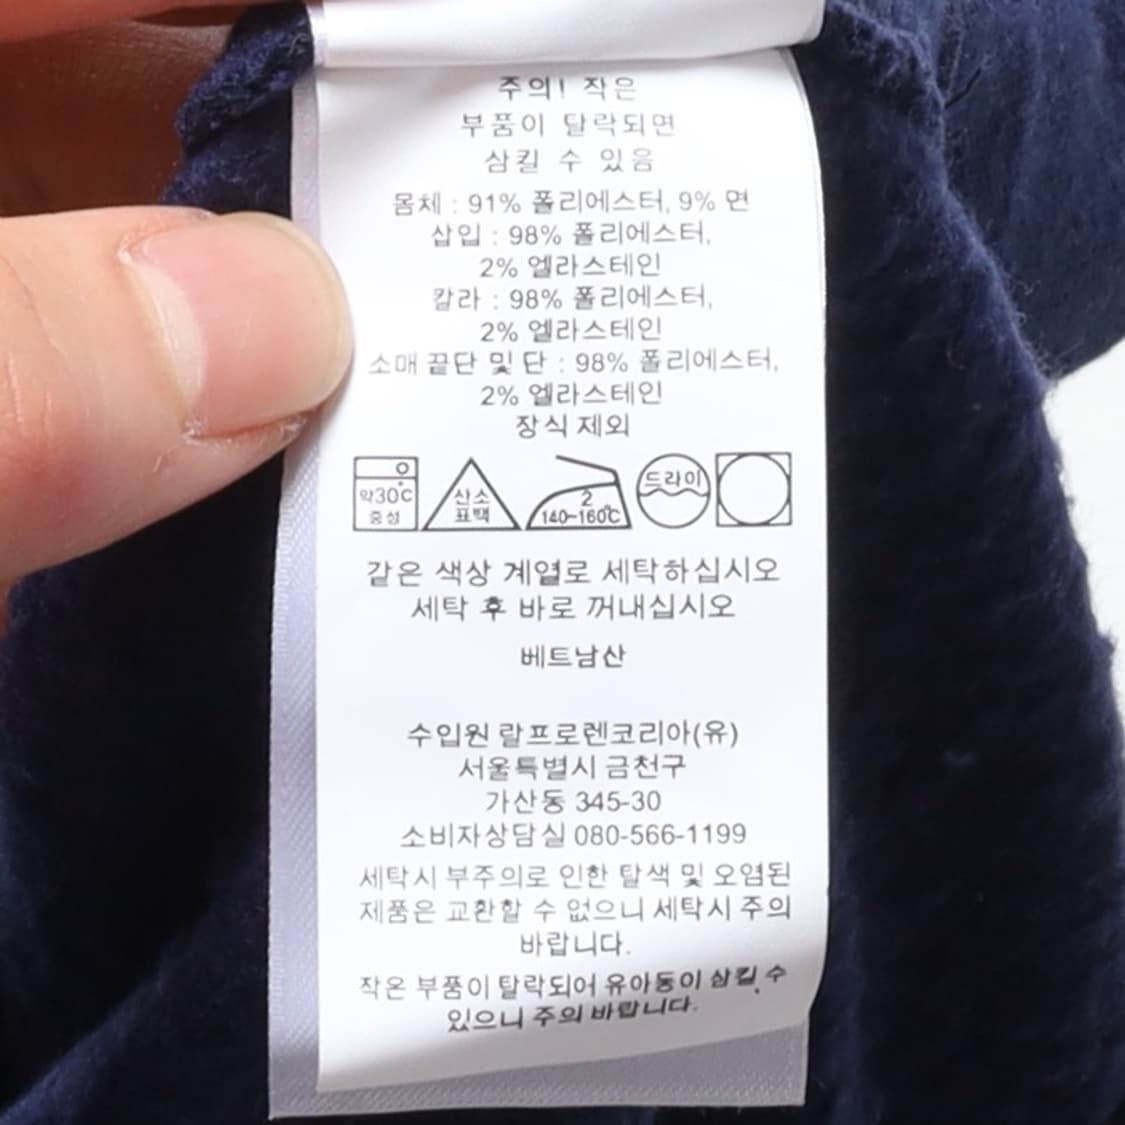 주의! 작은
부품이 탈락되면
삼킬 수 있음
몸체 : 91% 폴리에스터, 9% 면
삽입 : 98% 폴리에스터,
2% 엘라스테인
칼라 : 98% 폴리에스터,
2% 엘라스테인
소매 끝단 및 단 : 98% 폴리에스터,
2% 엘라스테인
장식 제외
약30°C
중성
산소
표백
2
140~160°C
드라이
같은 색상 계열로 세탁하십시오
세탁 후 바로 꺼내십시오
베트남산
수입원 랄프로렌코리아(유)
서울특별시 금천구
가산동 345-30
소비자상담실 080-566-1199
세탁시 부주의로 인한 탈색 및 오염된
제품은 교환할 수 없으니 세탁시 주의
바랍니다.
작은 부품이 탈락되어 유아동이 삼킬 수
있으니 주의 바랍니다.